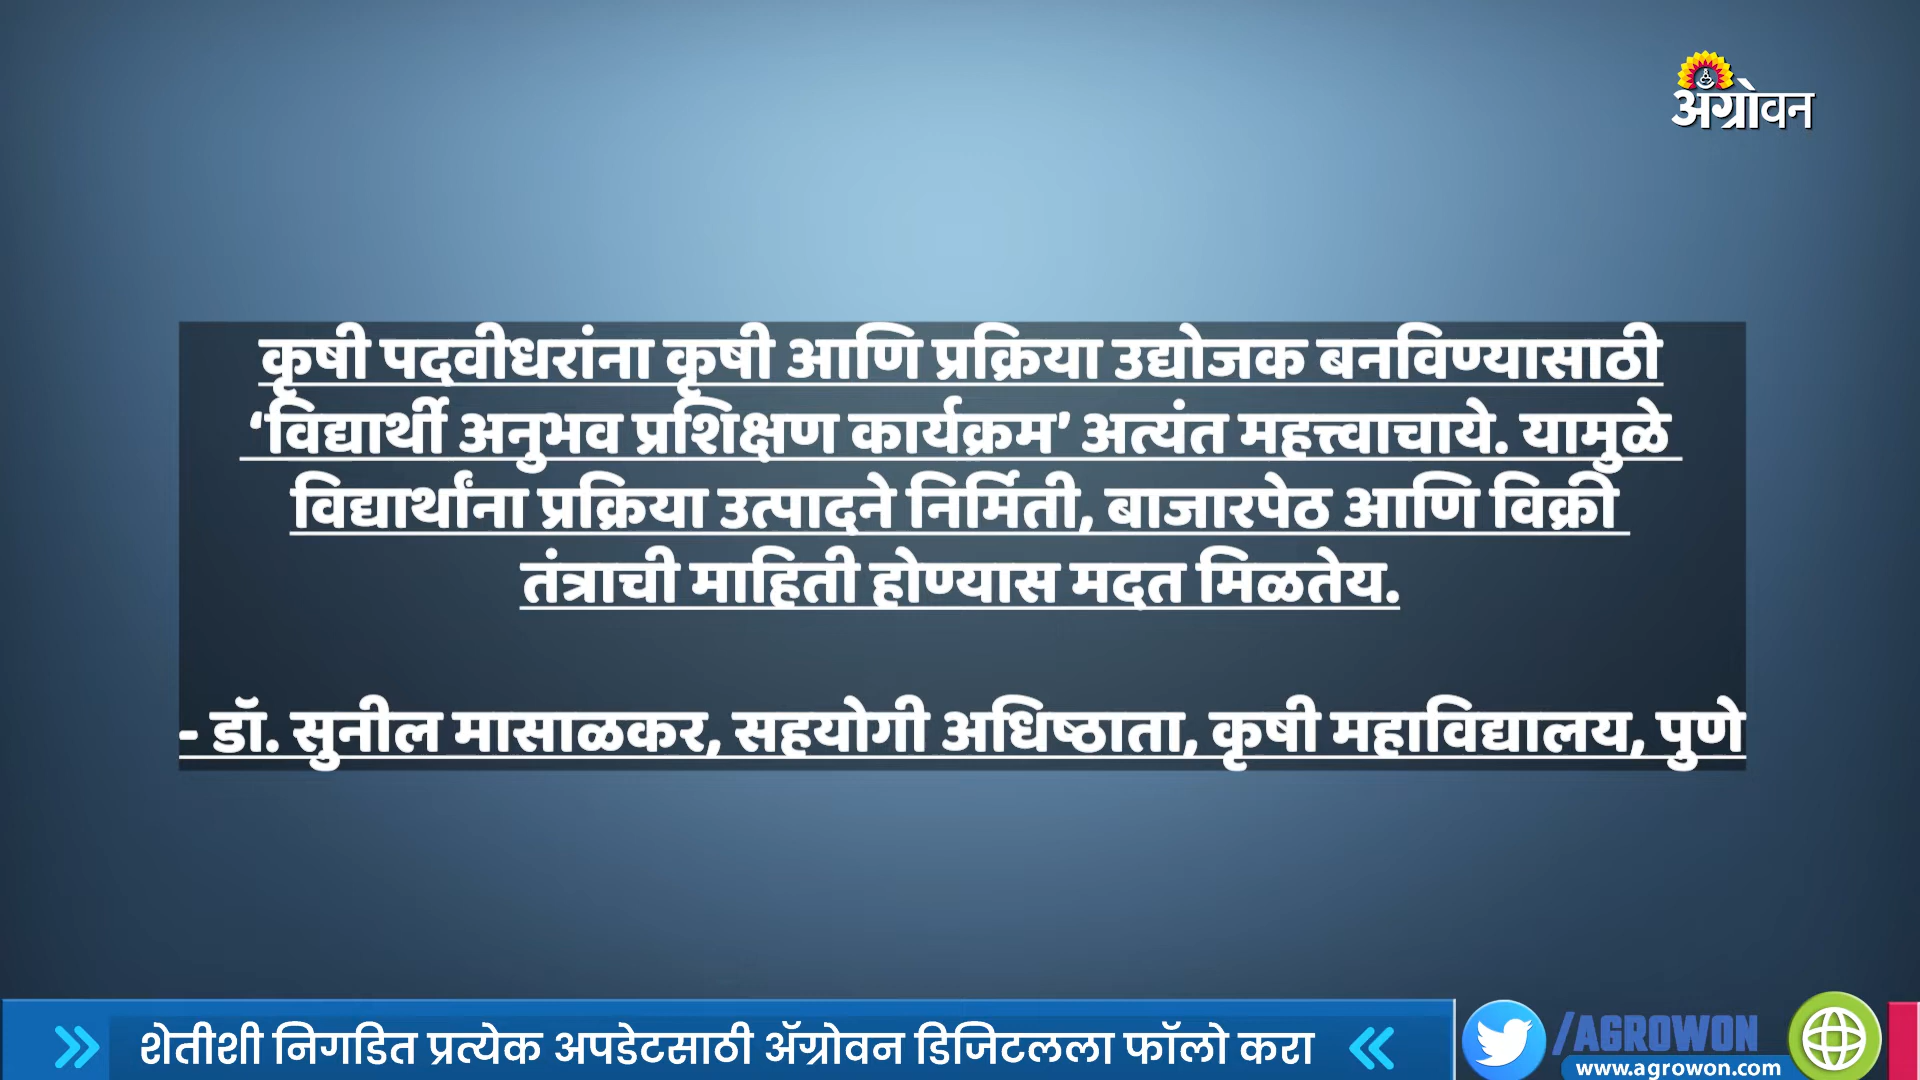 अॅग्रोवन
कृषी पदवीधरांना कृषी आणि प्रक्रिया उद्योजक बनविण्यासाठी
‘विद्यार्थी अनुभव प्रशिक्षण कार्यक्रम’ अत्यंत महत्त्वाचाये. यामुळे
विद्यार्थांना प्रक्रिया उत्पादने निर्मिती, बाजारपेठ आणि विक्री
तंत्राची माहिती होण्यास मदत मिळतेय.
- डॉ. सुनील मासाळकर, सहयोगी अधिष्ठाता, कृषी महाविद्यालय, पुणे
शेतीशी निगडित प्रत्येक अपडेटसाठी ॲग्रोवन डिजिटलला फॉलो करा
/AGROWON
www.agrowon.com